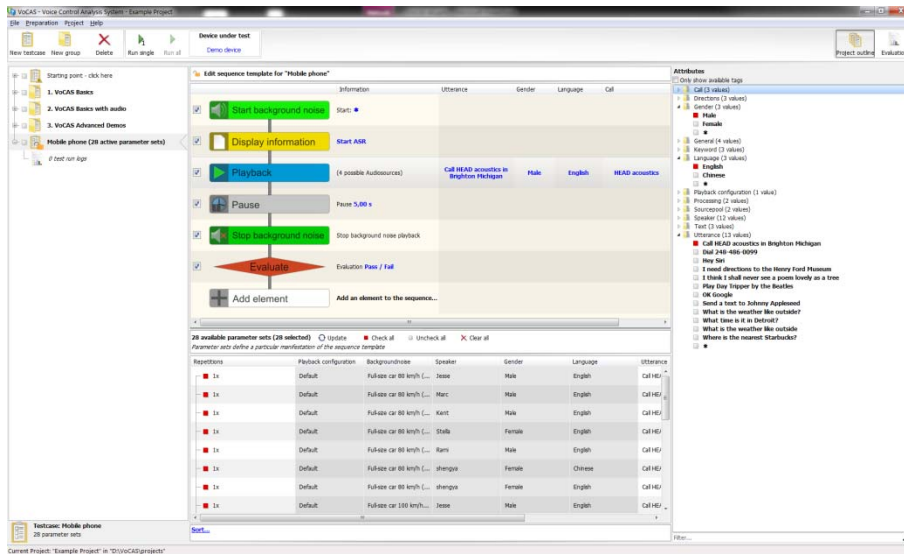 VoCAS - Voice Control Analysis System - Example Project
File Preparation Project Help
New testcase New group Delete Run single Run all
Device under test
Demo device
Project outline Evaluation
Starting point - click here
1. VoCAS Basics
2. VoCAS Basics with audio
3. VoCAS Advanced Demos
Mobile phone (28 active parameter sets)
0 test run logs
Edit sequence template for "Mobile phone"
Information Utterance Gender Language Call
Start background noise Start:
Display information Start ASR
Playback (4 possible Audiosources) Call HEAD acoustics in Brighton Michigan Male English HEAD acoustics
Pause Pause 5,00 s
Stop background noise Stop background noise playback
Evaluate Evaluation Pass / Fail
Add element Add an element to the sequence...
28 available parameter sets (28 selected) Update Check all Uncheck all Clear all
Parameter sets define a particular manifestation of the sequence template
Repetitions Playback configuration Backgroundnoise Speaker Gender Language Utterance
1x Default Full-size car 80 km/h (... Jesse Male English Call HEA
1x Default Full-size car 80 km/h (... Marc Male English Call HEA
1x Default Full-size car 80 km/h (... Kent Male English Call HEA
1x Default Full-size car 80 km/h (... Stella Female English Call HEA
1x Default Full-size car 80 km/h (... Rami Male English Call HEA
1x Default Full-size car 80 km/h (... shengya Female Chinese Call HEA
1x Default Full-size car 80 km/h (... shengya Female English Call HEA
1x Default Full-size car 100 km/h... Jesse Male English Call HEA
Sort...
Attributes
Only show available tags
Call (3 values)
Directions (2 values)
Gender (3 values)
Male
Female
*
General (4 values)
Keyword (3 values)
Language (3 values)
English
Chinese
*
Playback configuration (1 value)
Processing (2 values)
Sourcepool (2 values)
Speaker (12 values)
Text (3 values)
Utterance (13 values)
Call HEAD acoustics in Brighton Michigan
Dial 248-486-0099
Hey Siri
I need directions to the Henry Ford Museum
I think I shall never see a poem lovely as a tree
Play Day Tripper by the Beatles
OK Google
Send a text to Johnny Appleseed
What is the weather like outside?
What time is it in Detroit?
What is the weather like outside
Where is the nearest Starbucks?
*
Filter...
Testcase: Mobile phone
28 parameter sets
Current Project: "Example Project" in "D:\VoCAS\projects"